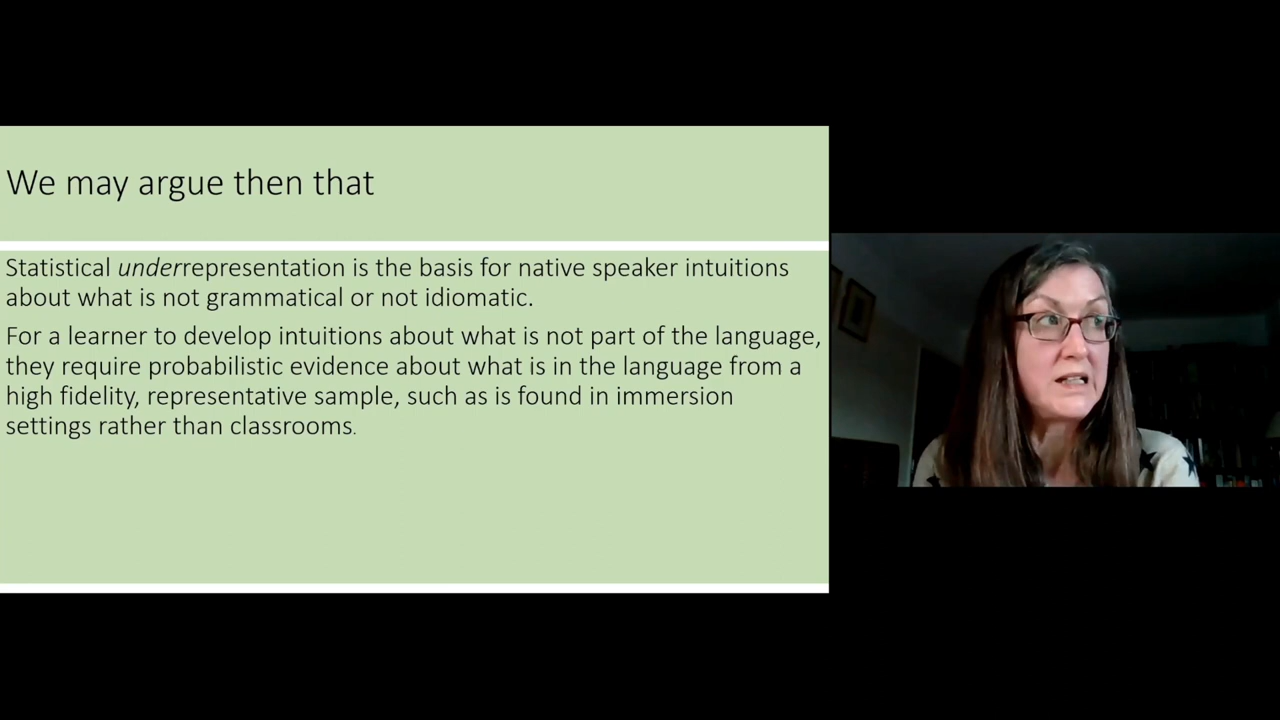 We may argue then that
Statistical underrepresentation is the basis for native speaker intuitions
about what is not grammatical or not idiomatic.
For a learner to develop intuitions about what is not part of the language,
they require probabilistic evidence about what is in the language from a
high fidelity, representative sample, such as is found in immersion
settings rather than classrooms.